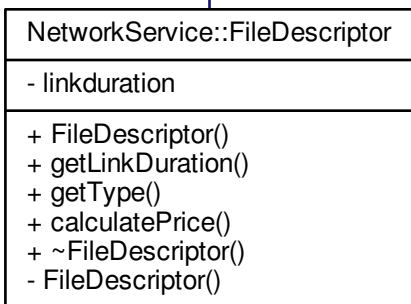 NetworkService::FileDescriptor
- linkduration
+ FileDescriptor()
+ getLinkDuration()
+ getType()
+ calculatePrice()
+ ~FileDescriptor()
- FileDescriptor()